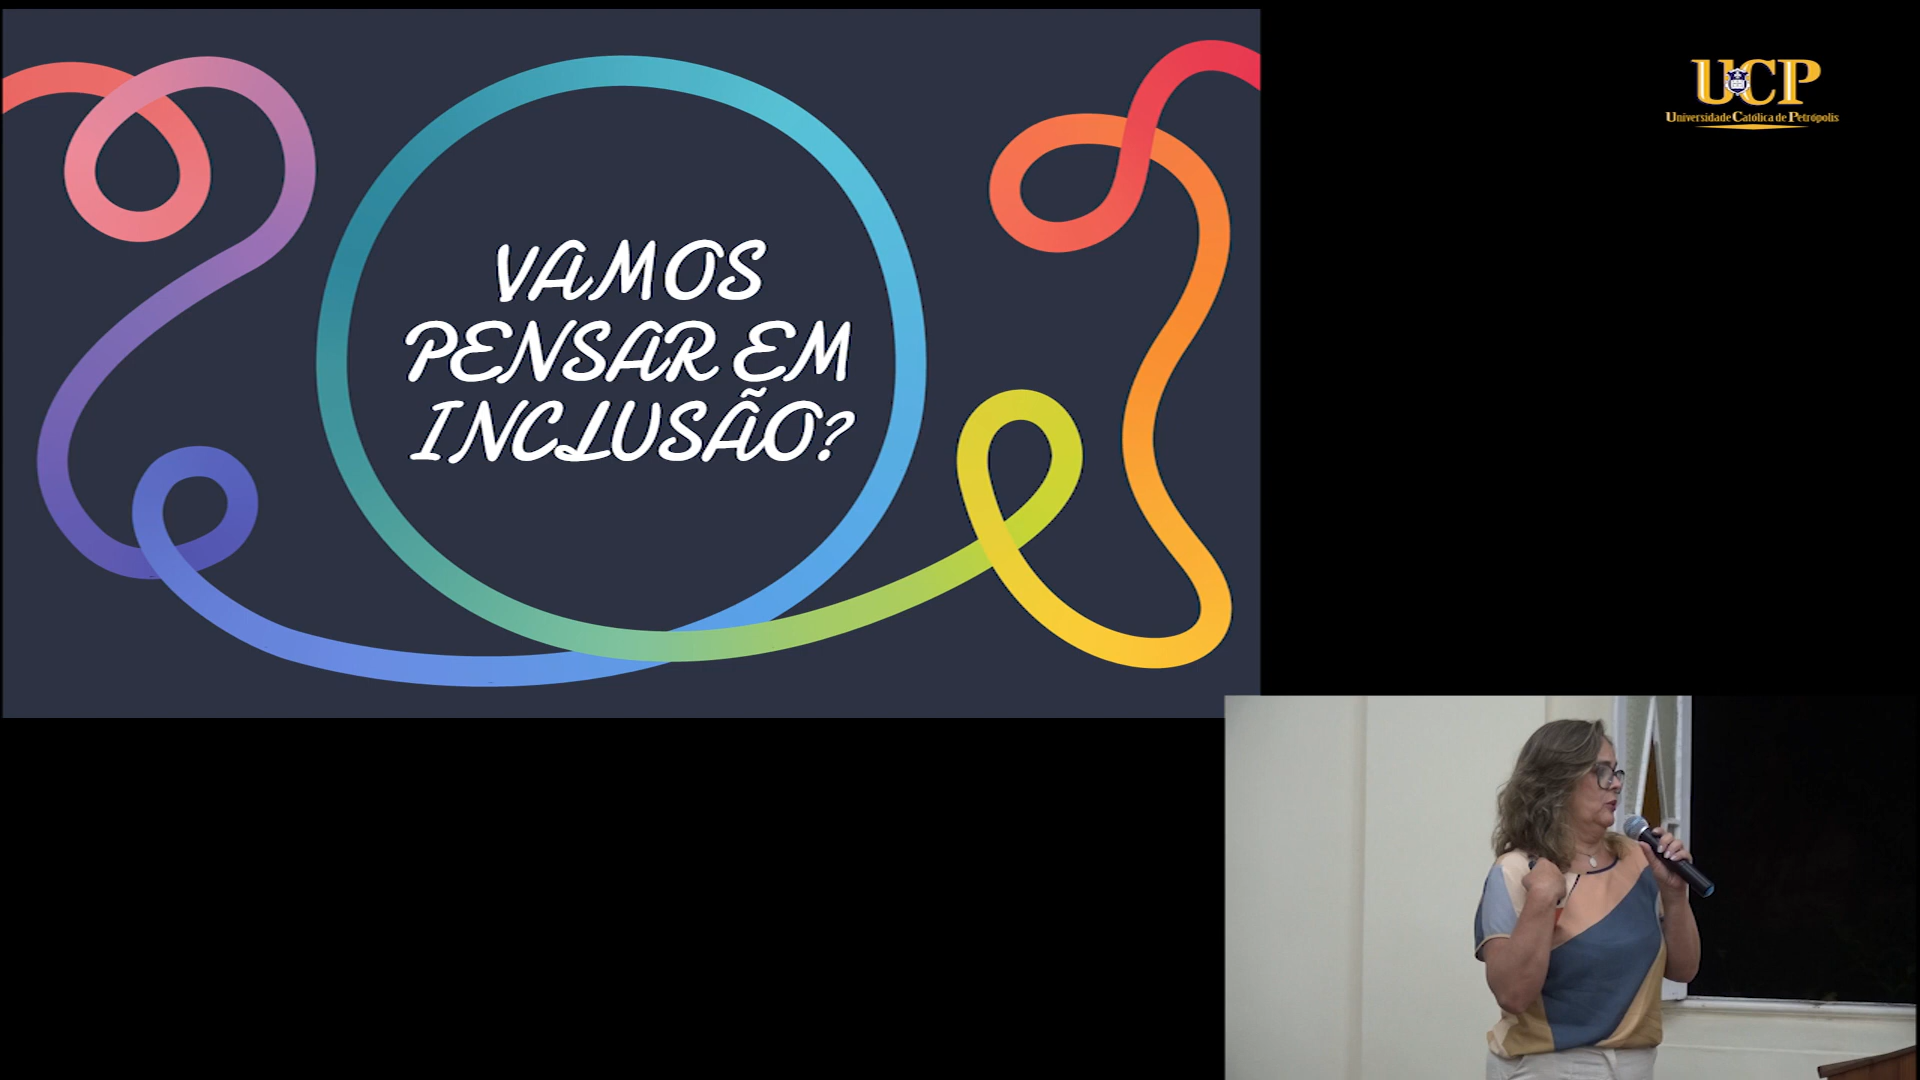 VAMOS
PENSAR EM
INCLUSÃO?
UCP
Universidade Católica de Petrópolis